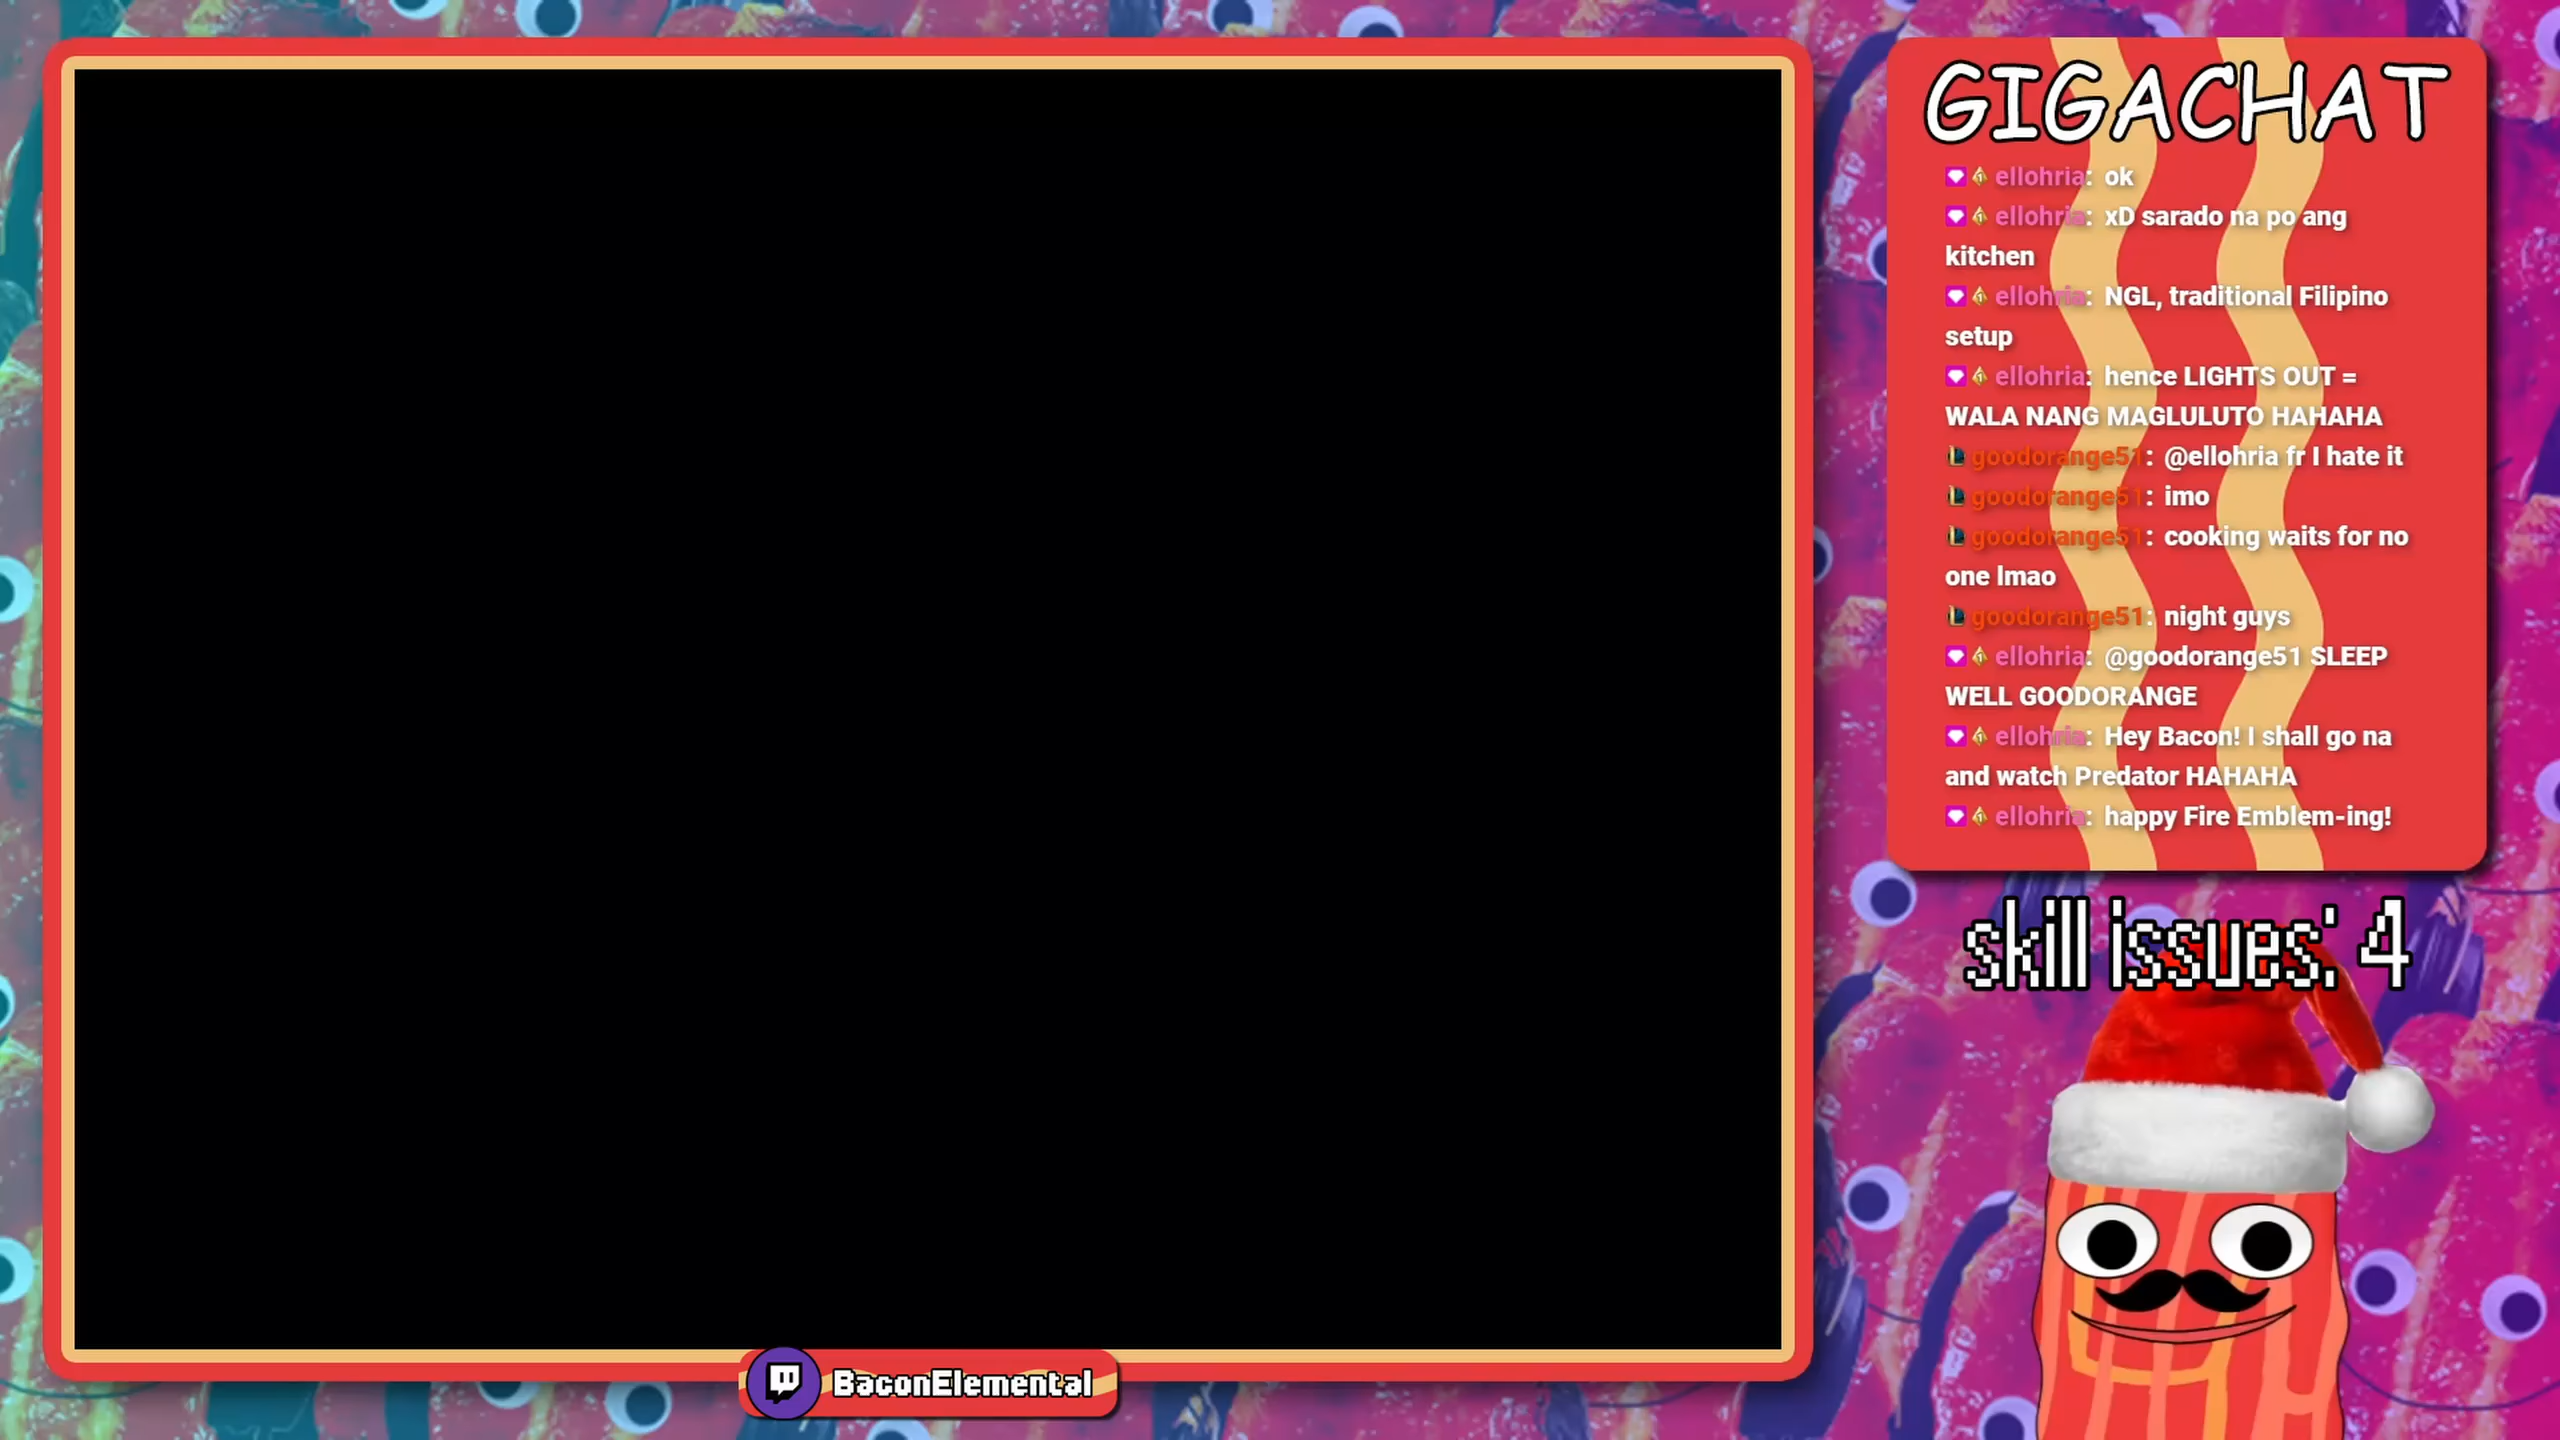 GIGACHAT
ellohria: ok
ellohria: xD sarado na po ang
kitchen
ellohria: NGL, traditional Filipino
setup
ellohria: hence LIGHTS OUT =
WALA NANG MAGLULUTO HAHAHA
goodorange51: @ellohria fr I hate it
goodorange51: imo
goodorange51: cooking waits for no
one lmao
goodorange51: night guys
ellohria: @goodorange51 SLEEP
WELL GOODORANGE
ellohria: Hey Bacon! I shall go na
and watch Predator HAHAHA
ellohria: happy Fire Emblem-ing!
skill issues: 4
BaconElemental